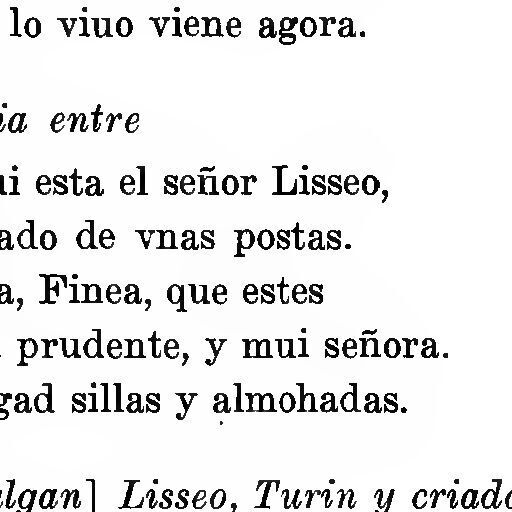 lo viuo viene agora.
ia entre
ui esta el señor Lisseo,
ado de vnas postas.
a, Finea, que estes
prudente, y mui señora.
gad sillas y almohadas.
algan] Lisseo, Turin y criado